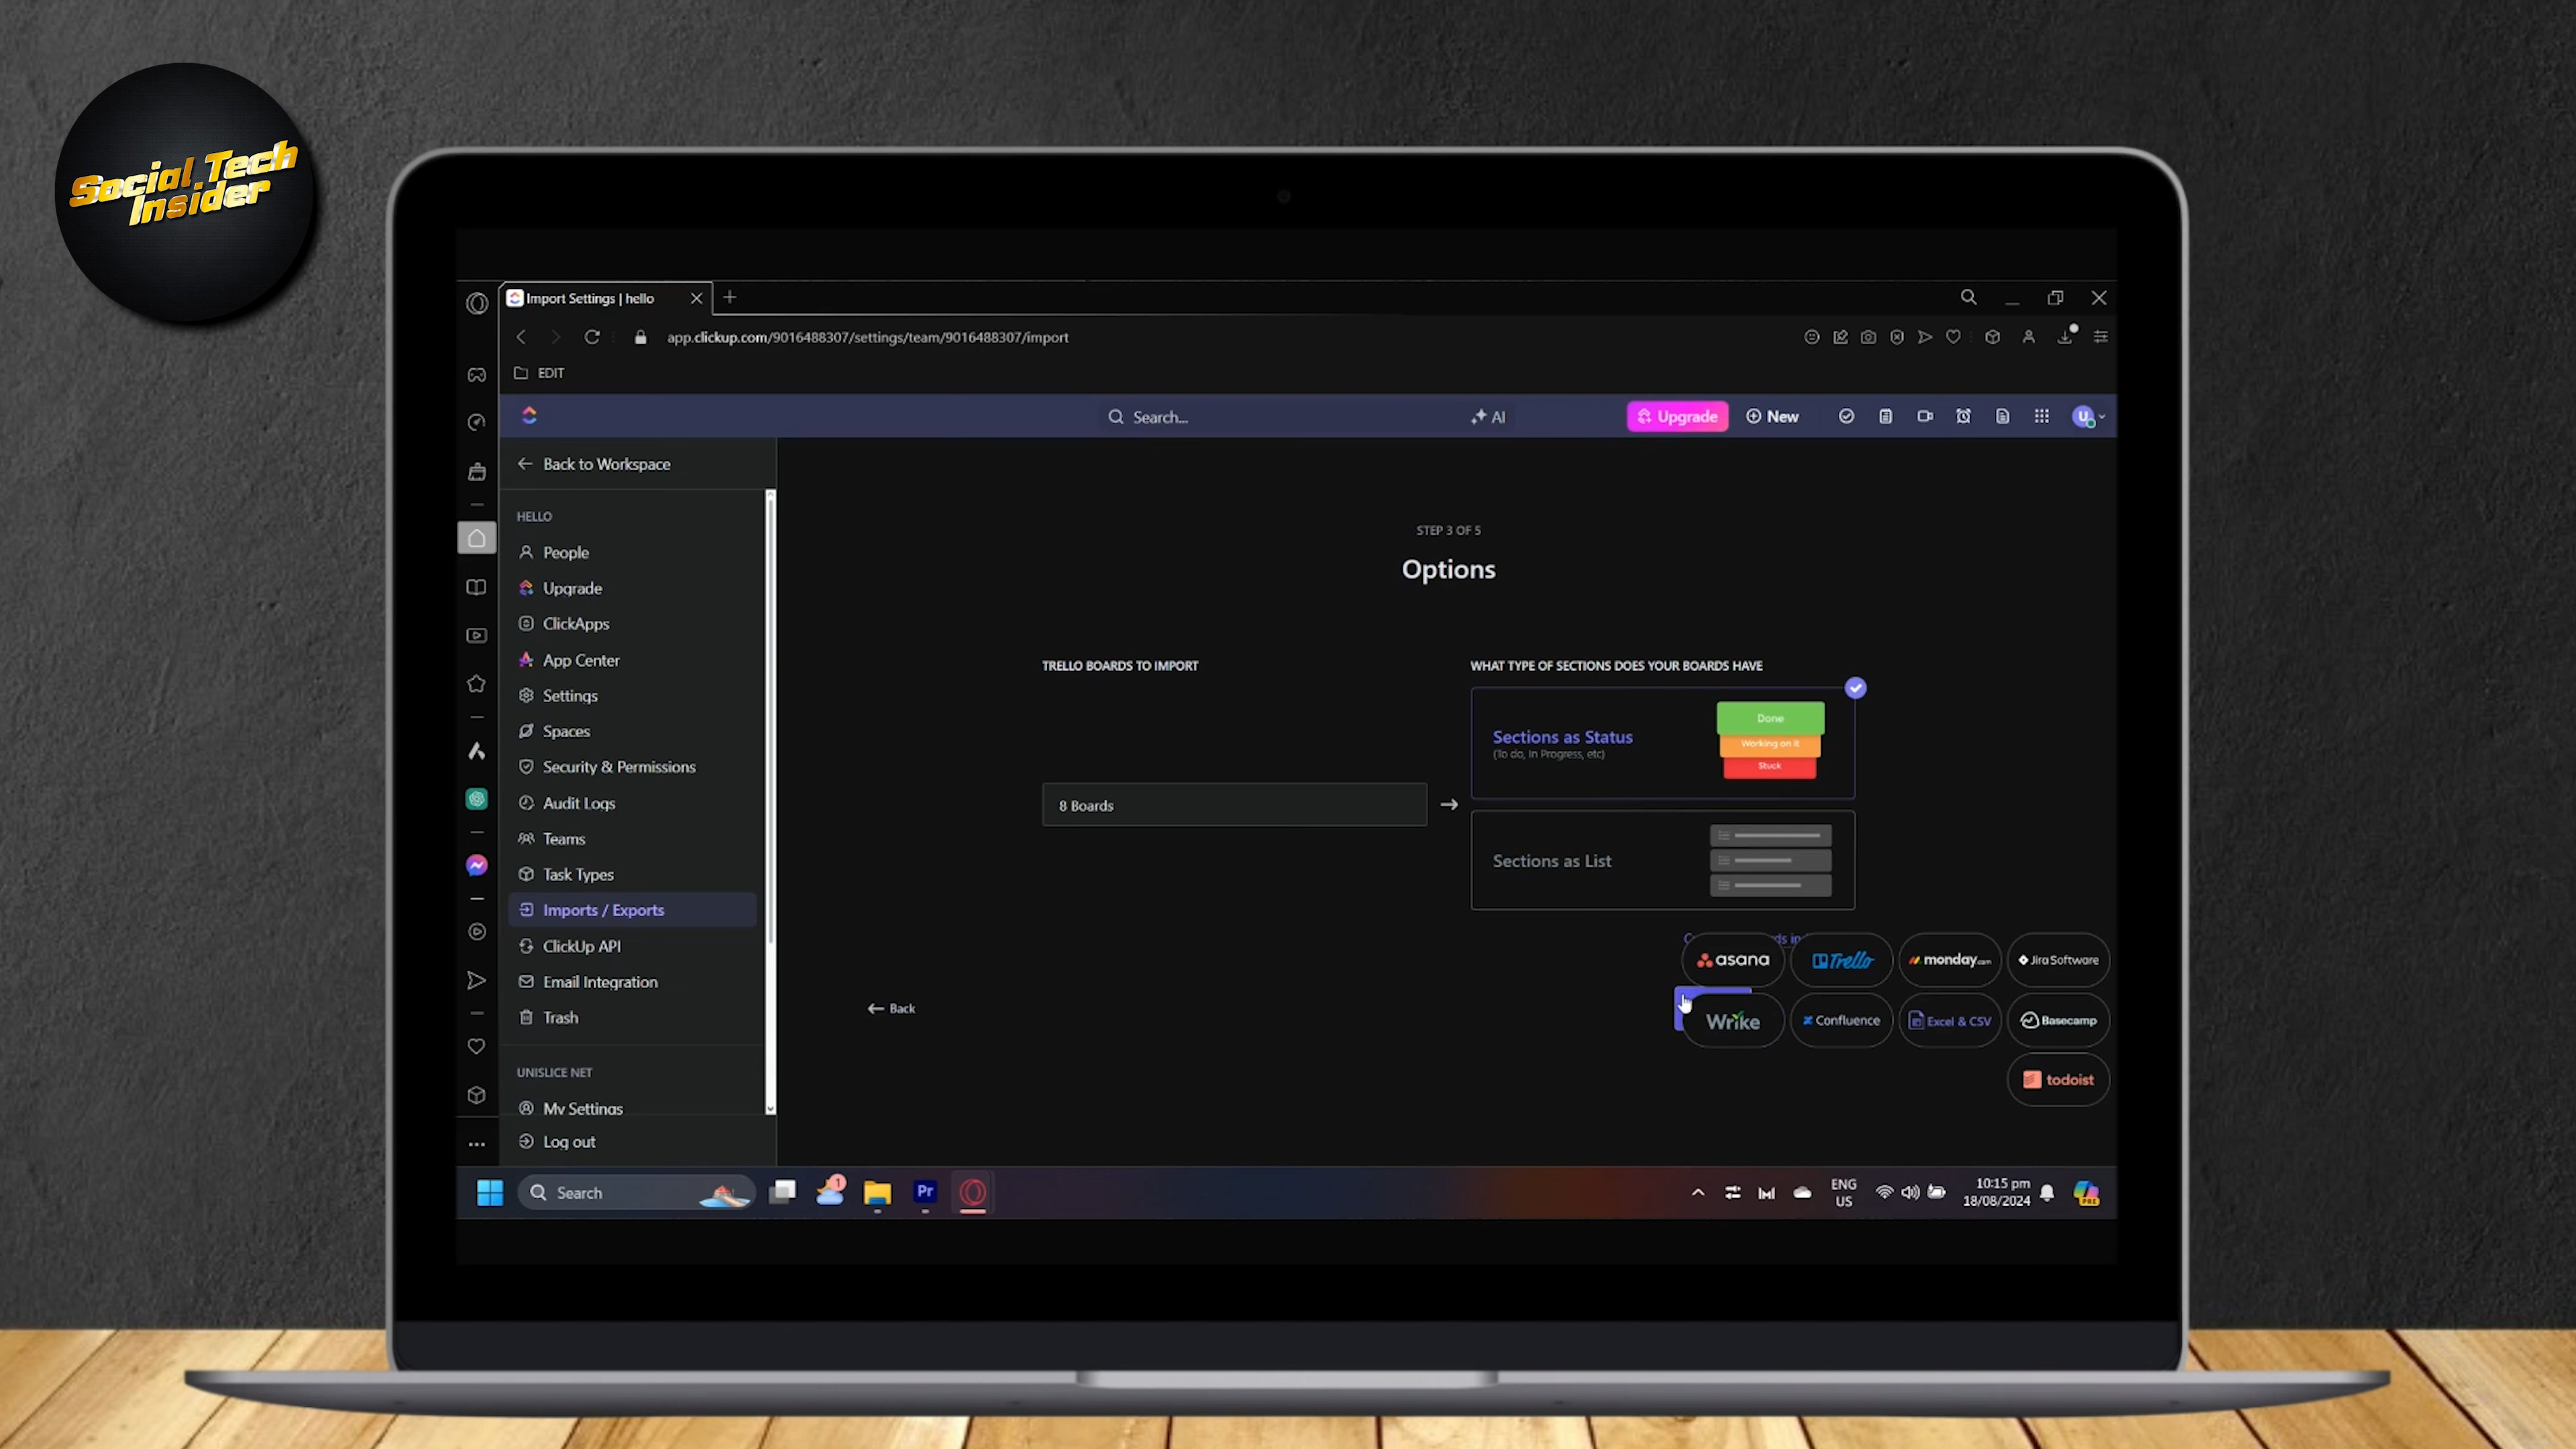 Social.Tech
Insider
Import Settings | hello
app.clickup.com/9016488307/settings/team/9016488307/import
EDIT
Search...
AI
Upgrade
New
U
Back to Workspace
HELLO
People
Upgrade
ClickApps
App Center
Settings
Spaces
Security & Permissions
Audit Logs
Teams
Task Types
Imports / Exports
ClickUp API
Email Integration
Trash
UNISLICE NET
My Settings
Log out
STEP 3 OF 5
Options
TRELLO BOARDS TO IMPORT
8 Boards
WHAT TYPE OF SECTIONS DOES YOUR BOARDS HAVE
Sections as Status
(To do, In Progress, etc)
Done
Working on it
Stuck
Sections as List
Back
asana
Trello
monday.com
Jira Software
Wrike
Confluence
Excel & CSV
Basecamp
todoist
Search
1
Pr
ENG
US
10:15 pm
18/08/2024
PRE